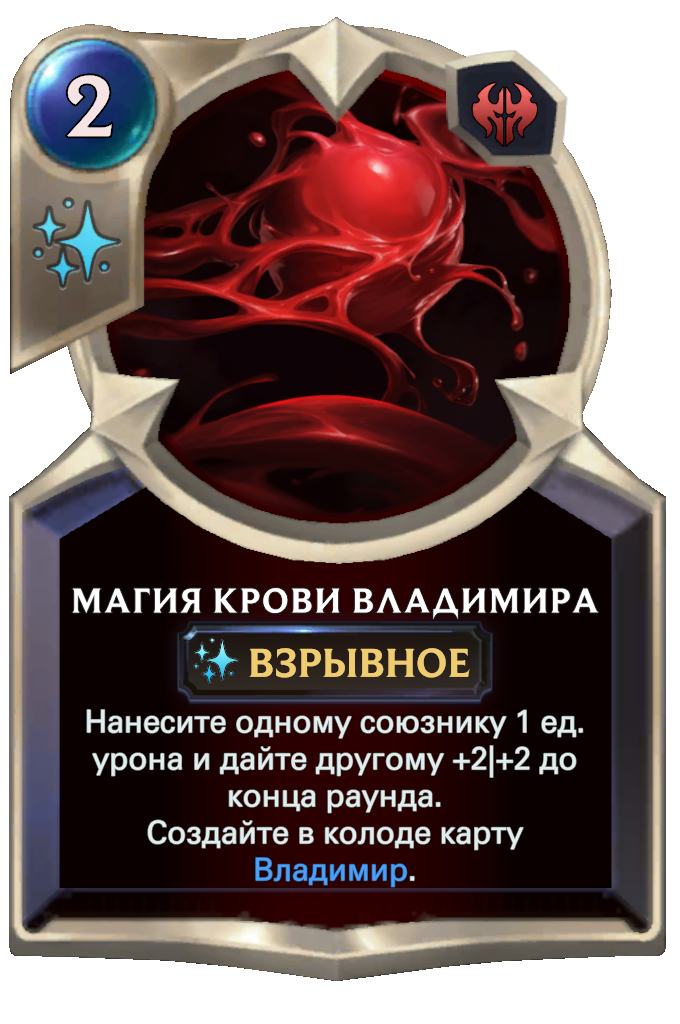 2
МАГИЯ КРОВИ ВЛАДИМИРА
ВЗРЫВНОЕ
Нанесите одному союзнику 1 ед.
урона и дайте другому +2|+2 до
конца раунда.
Создайте в колоде карту
Владимир.